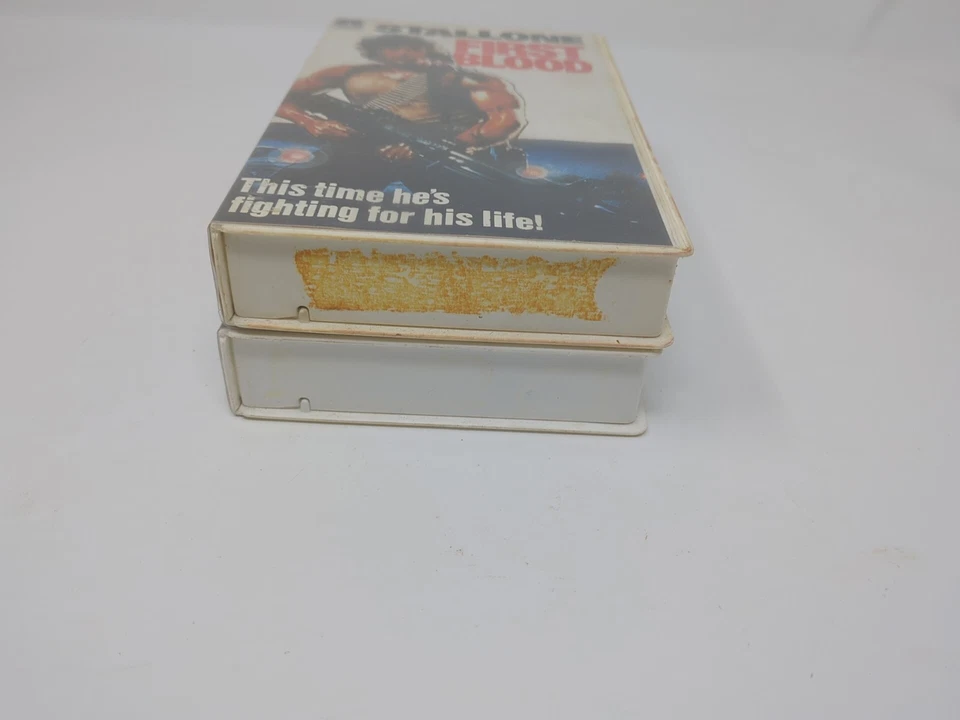 STALLONE
FIRST
BLOOD
This time he's
fighting for his life!